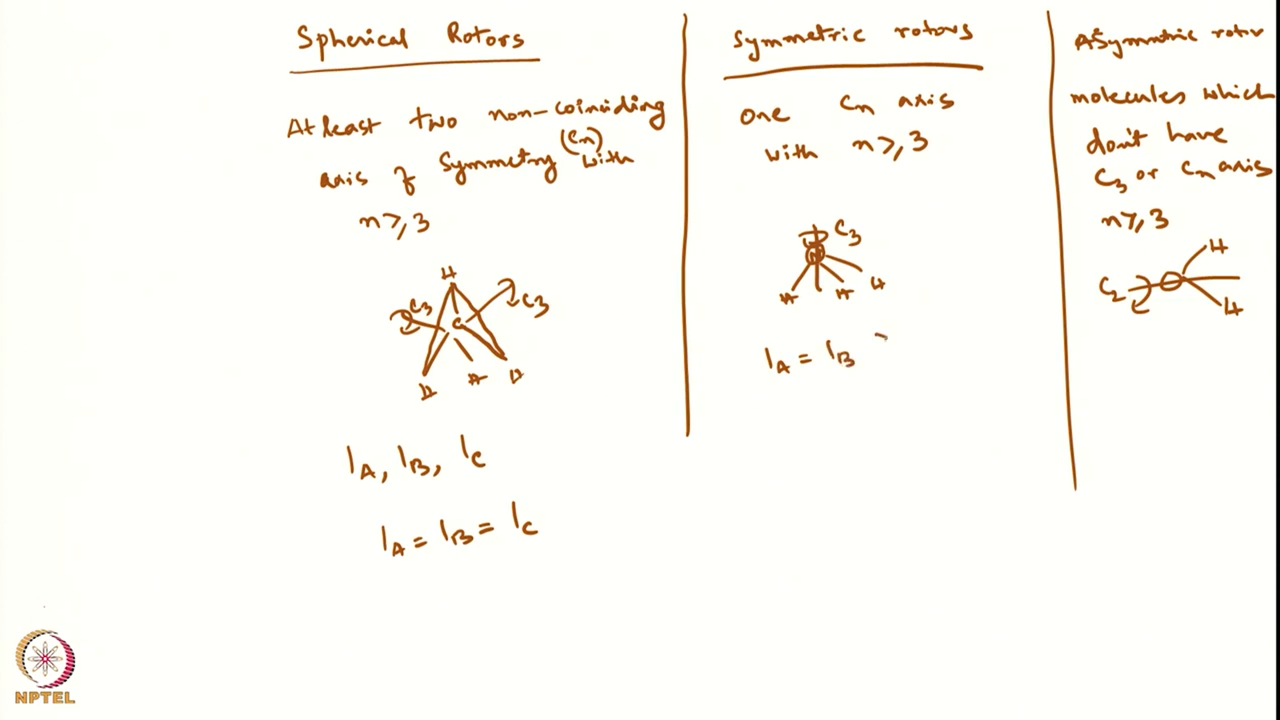 Spherical Rotors
At least two non-coinciding
axis of symmetry (Cn) with
n ≥, 3
H
C3
C
C3
H H H
IA, IB, IC
IA = IB = IC
Symmetric rotors
One Cn axis
with n ≥, 3
C3
N
H H H
IA = IB
ASymmetric rotor
molecules which
don't have
C3 or Cn axis
n ≥, 3
H
C2
H
NPTEL